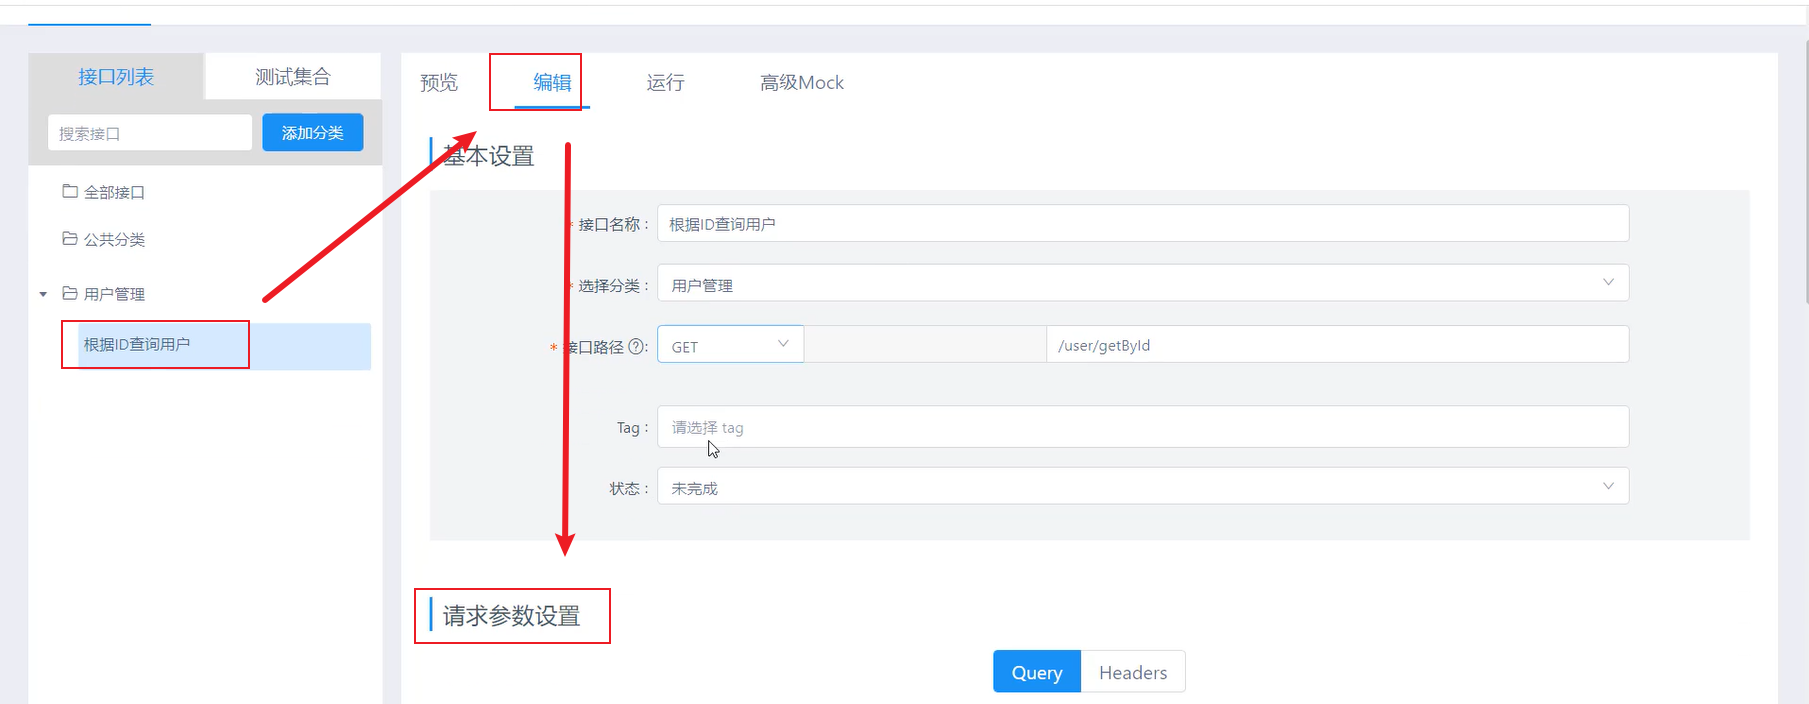 接口列表
测试集合
搜索接口
添加分类
全部接口
公共分类
用户管理
根据ID查询用户
预览
编辑
运行
高级Mock
基本设置
* 接口名称 :
根据ID查询用户
* 选择分类 :
用户管理
* 接口路径 ? :
GET
/user/getById
Tag :
请选择 tag
状态 :
未完成
请求参数设置
Query
Headers